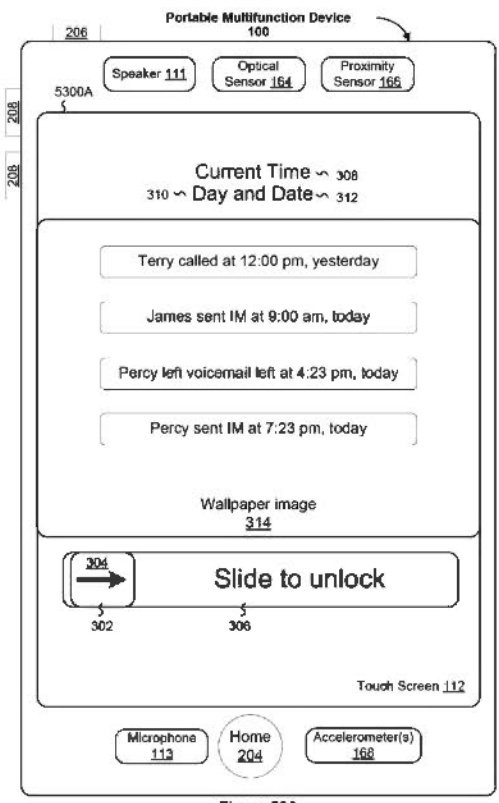 Portable Multifunction Device
100
206
Speaker 111
Optical
Sensor 164
Proximity
Sensor 166
5300A
208
208
Current Time 308
310 Day and Date 312
Terry called at 12:00 pm, yesterday
James sent IM at 9:00 am, today
Percy left voicemail left at 4:23 pm, today
Percy sent IM at 7:23 pm, today
Wallpaper image
314
304
Slide to unlock
302
306
Touch Screen 112
Microphone
113
Home
204
Accelerometer(s)
168